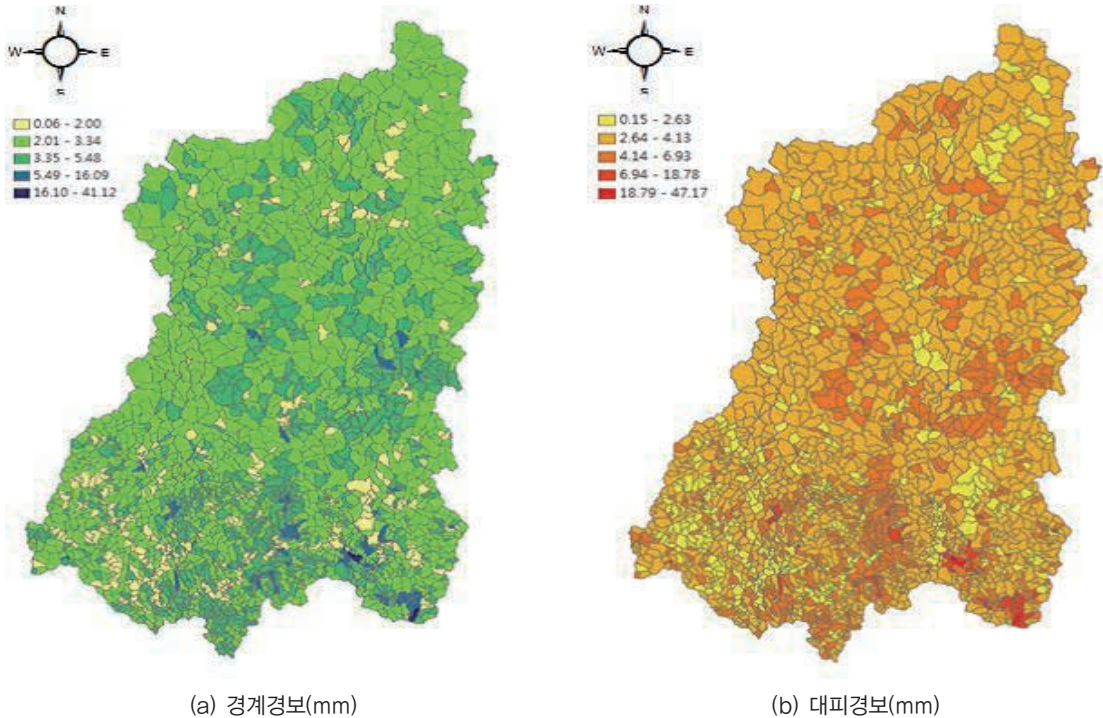 N
W E
S
0.06 - 2.00
2.01 - 3.34
3.35 - 5.48
5.49 - 16.09
16.10 - 41.12
(a) 경계경보(mm)
N
W E
S
0.15 - 2.63
2.64 - 4.13
4.14 - 6.93
6.94 - 18.78
18.79 - 47.17
(b) 대피경보(mm)